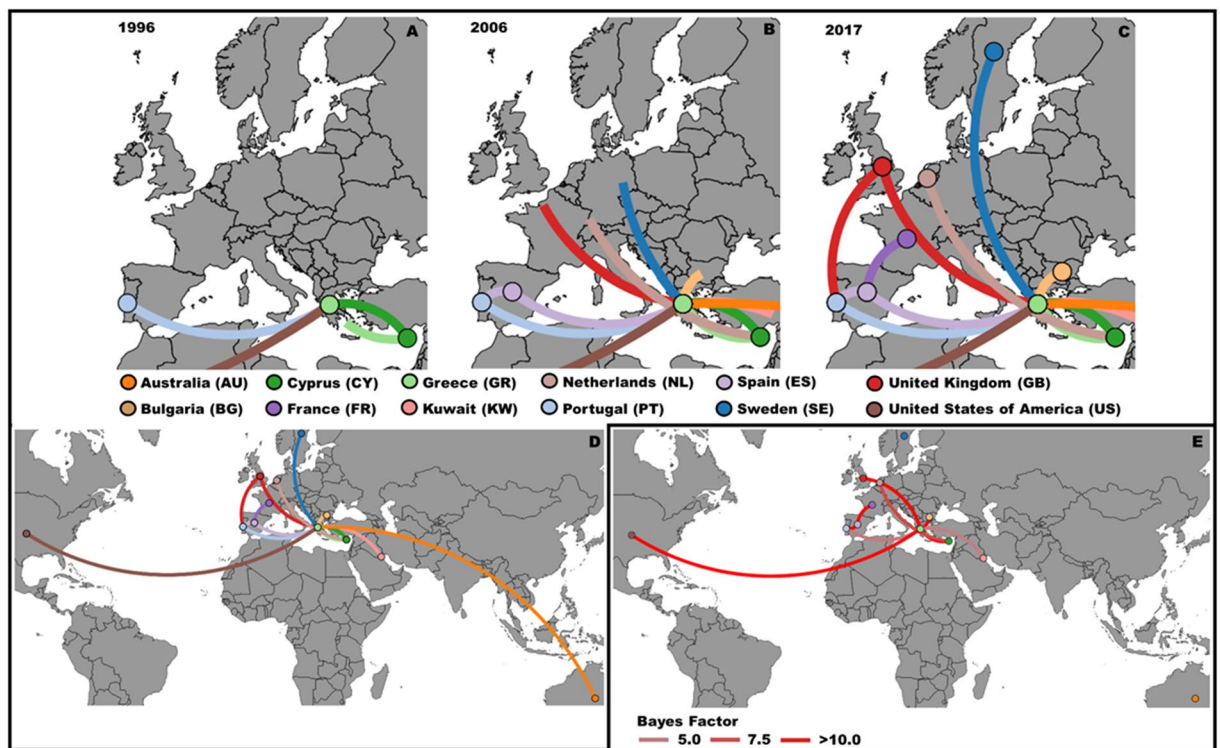 1996 A 2006 B 2017 C
Australia (AU) Cyprus (CY) Greece (GR) Netherlands (NL) Spain (ES) United Kingdom (GB)
Bulgaria (BG) France (FR) Kuwait (KW) Portugal (PT) Sweden (SE) United States of America (US)
D E
Bayes Factor
5.0 7.5 >10.0